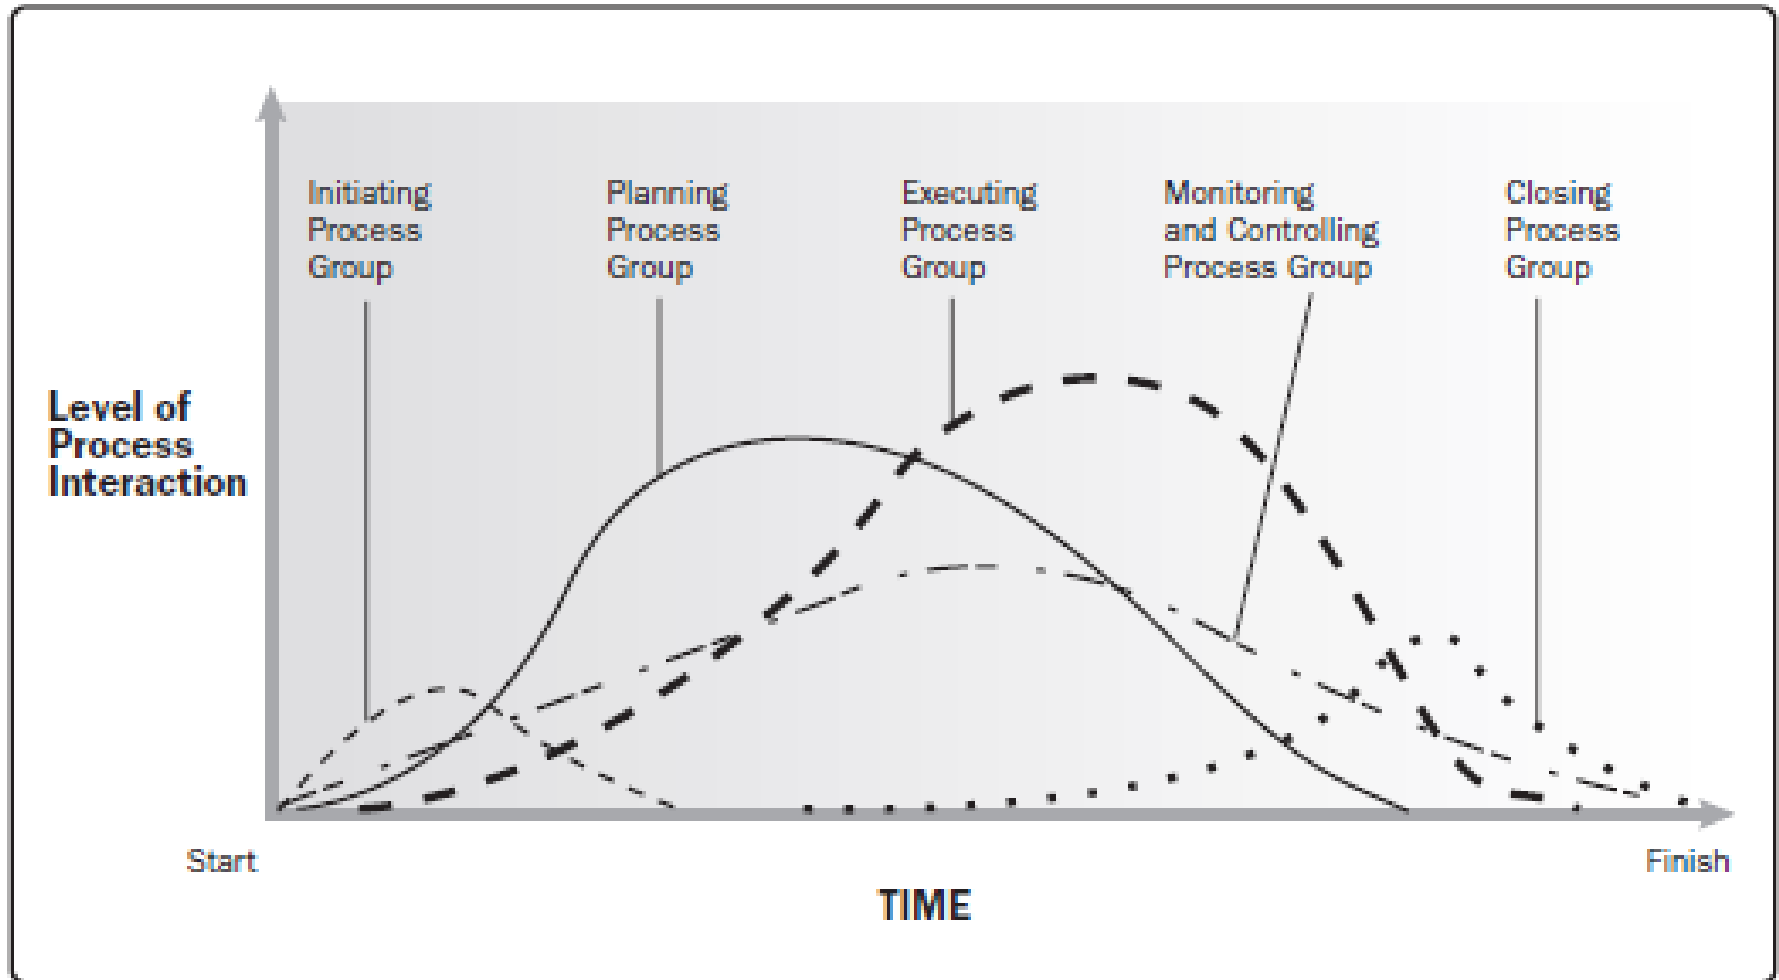 Initiating
Process
Group
Planning
Process
Group
Executing
Process
Group
Monitoring
and Controlling
Process Group
Closing
Process
Group
Level of
Process
Interaction
Start
Finish
TIME